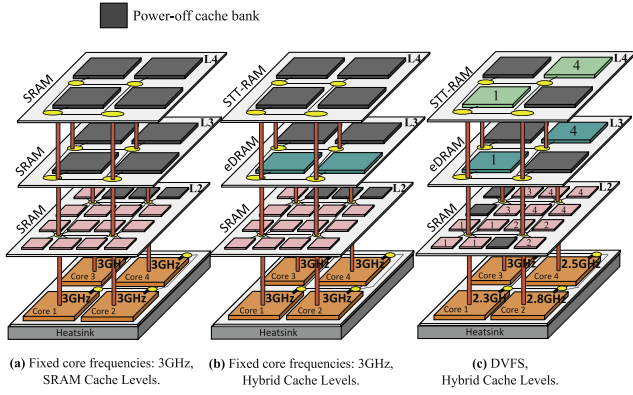 Power-off cache bank
L4
SRAM
L3
SRAM
L2
SRAM
3GH
3GHz
Core 3
Core 4
3GHz
3GHz
Core 1
Core 2
Heatsink
L4
STT-RAM
L3
eDRAM
L2
SRAM
3GHz
3GHz
Core 3
Core 4
3GHz
3GHz
Core 1
Core 2
Heatsink
L4
STT-RAM
4
1
L3
eDRAM
4
1
L2
SRAM
3 4 4
3 4 4
1 2 2
1 1 2
2.5GHz
Core 3
Core 4
2.3GH
2.8GHz
Core 1
Core 2
Heatsink
(a) Fixed core frequencies: 3GHz,
SRAM Cache Levels.
(b) Fixed core frequencies: 3GHz,
Hybrid Cache Levels.
(c) DVFS,
Hybrid Cache Levels.